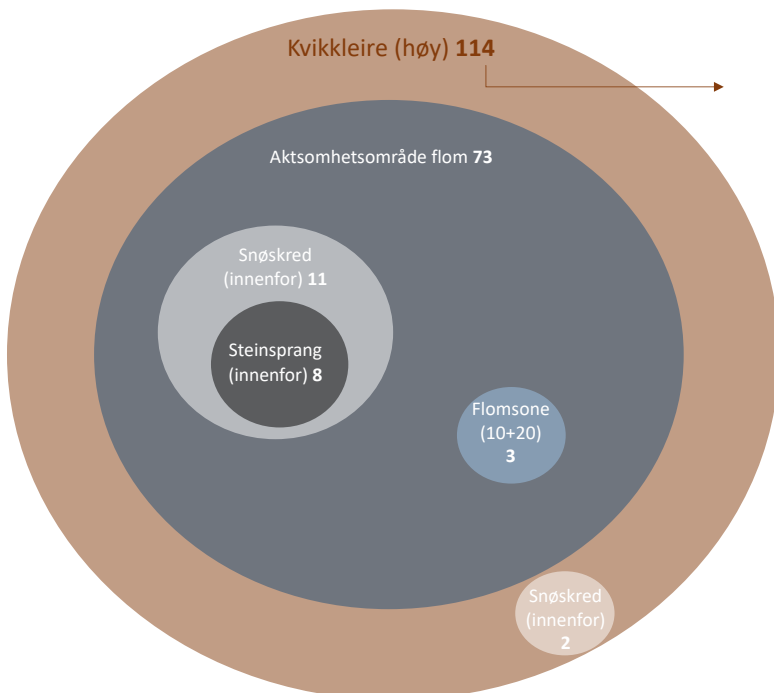 Kvikkleire (høy) 114
Aktsomhetsområde flom 73
Snøskred
(innenfor) 11
Steinsprang
(innenfor) 8
Flomsone
(10+20)
3
Snøskred
(innenfor)
2